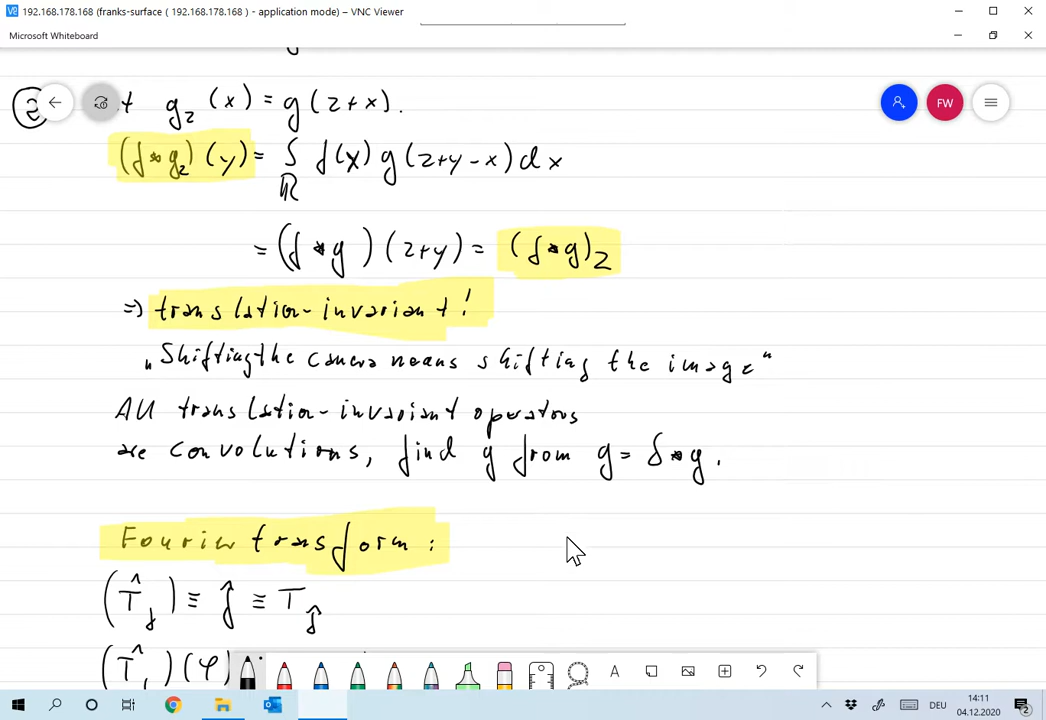 192.168.178.168 (franks-surface ( 192.168.178.168 ) - application mode) – VNC Viewer
Microsoft Whiteboard
② g_z (x) = g(z+x).
(f*g_z)(y) = ∫_ℝ f(x) g(z+y-x) dx
= (f*g)(z+y) = (f*g)_z
⇒ translation-invariant!
„Shifting the camera means shifting the image"
All translation-invariant operators
are convolutions, find g from g = δ*g.
Fourier transform:
(T̂_f) ≡ f̂ ≡ T_f̂
(φ)
FW
A
DEU
14:11
04.12.2020
2